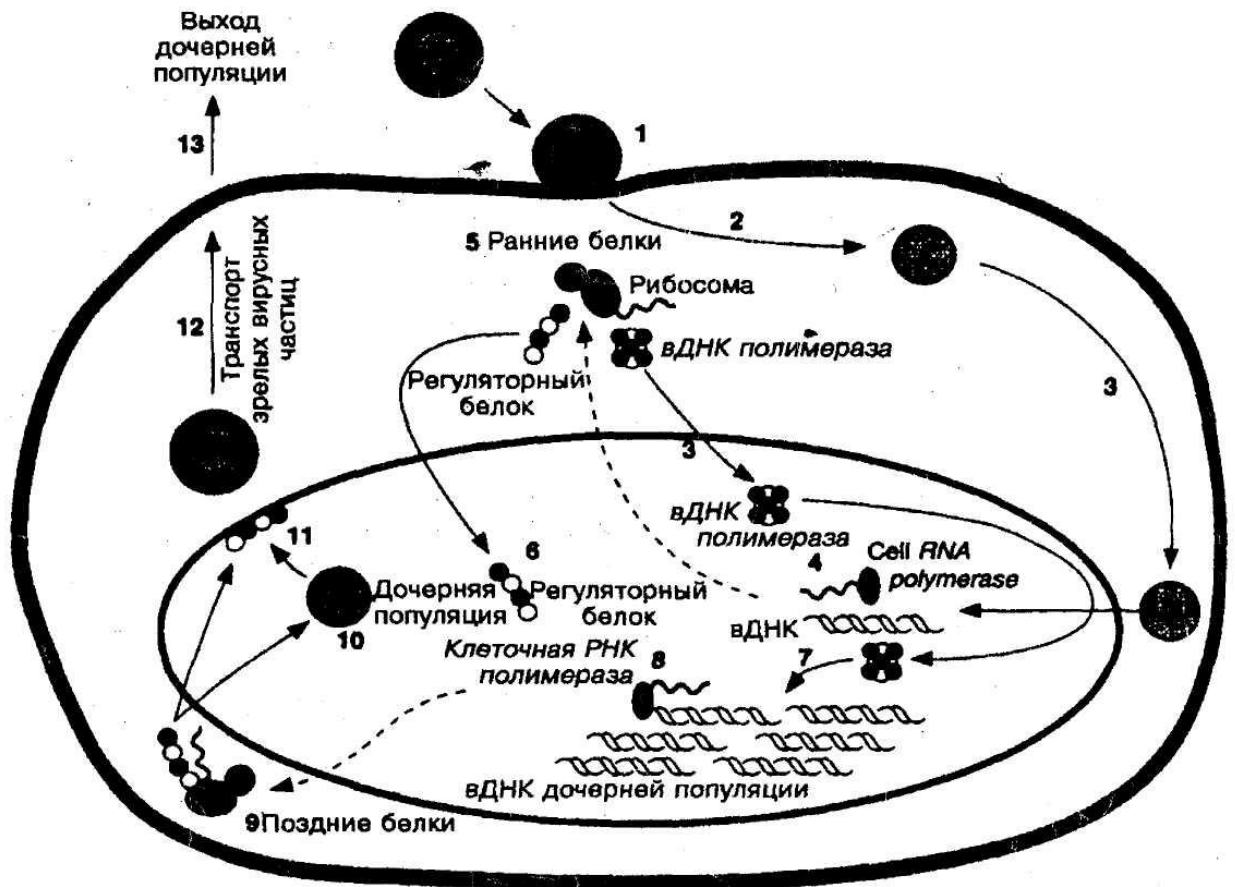 Выход
дочерней
популяции
13
1
2
5 Ранние белки
Рибосома
вДНК полимераза
Регуляторный
белок
12
Транспорт
зрелых вирусных
частиц
3
3
вДНК
полимераза
4
Cell RNA
polymerase
11
6
Дочерняя
популяция
Регуляторный
белок
10
вДНК
7
Клеточная РНК
полимераза
8
вДНК дочерней популяции
9Поздние белки